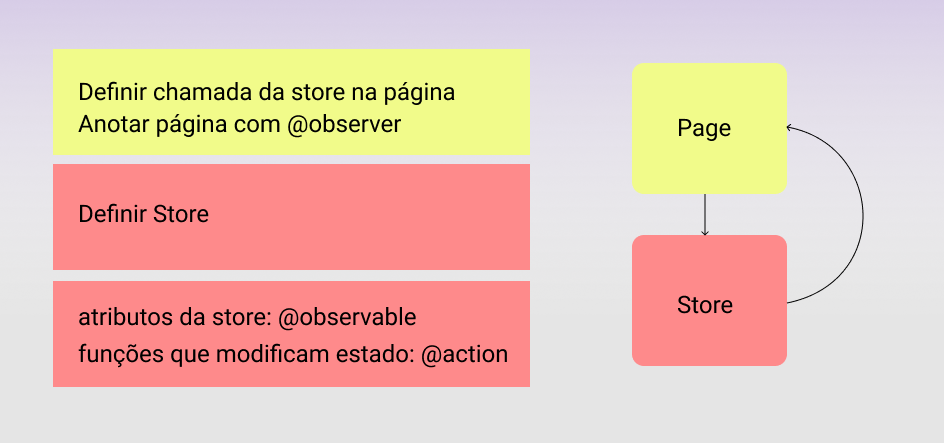 Definir chamada da store na página
Anotar página com @observer
Definir Store
atributos da store: @observable
funções que modificam estado: @action
Page
Store